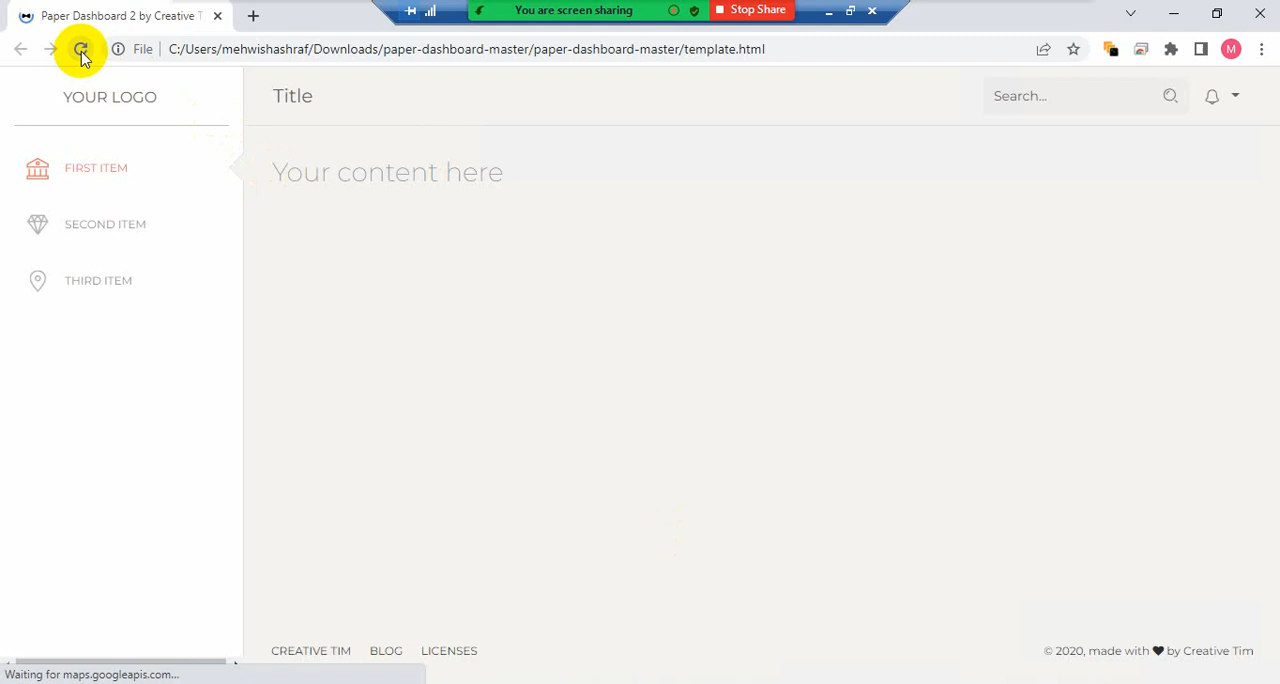 You are screen sharing
Stop Share
Paper Dashboard 2 by Creative T
File
C:/Users/mehwishashraf/Downloads/paper-dashboard-master/paper-dashboard-master/template.html
M
YOUR LOGO
Title
Search...
FIRST ITEM
Your content here
SECOND ITEM
THIRD ITEM
CREATIVE TIM BLOG LICENSES
© 2020, made with ♥ by Creative Tim
Waiting for maps.googleapis.com...